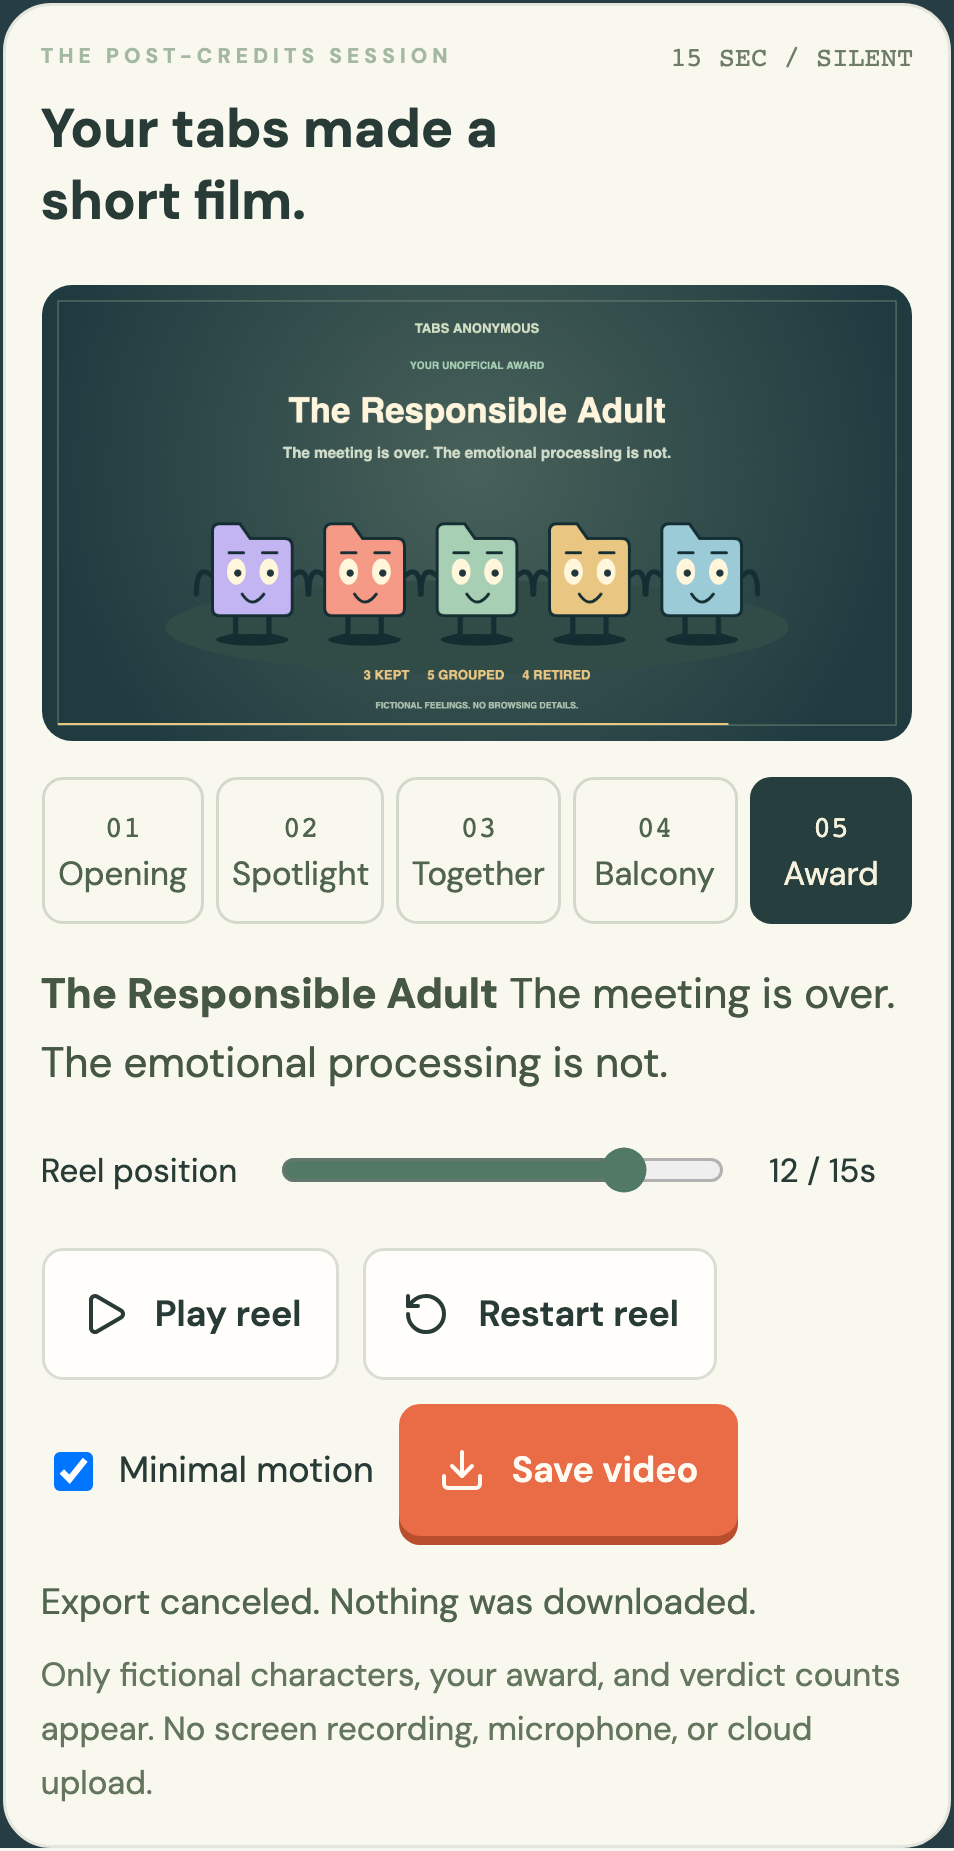 THE POST-CREDITS SESSION
15 SEC / SILENT
Your tabs made a
short film.
TABS ANONYMOUS
YOUR UNOFFICIAL AWARD
The Responsible Adult
The meeting is over. The emotional processing is not.
3 KEPT 5 GROUPED 4 RETIRED
FICTIONAL FEELINGS. NO BROWSING DETAILS.
01
Opening
02
Spotlight
03
Together
04
Balcony
05
Award
The Responsible Adult The meeting is over.
The emotional processing is not.
Reel position
12 / 15s
Play reel
Restart reel
Minimal motion
Save video
Export canceled. Nothing was downloaded.
Only fictional characters, your award, and verdict counts
appear. No screen recording, microphone, or cloud
upload.